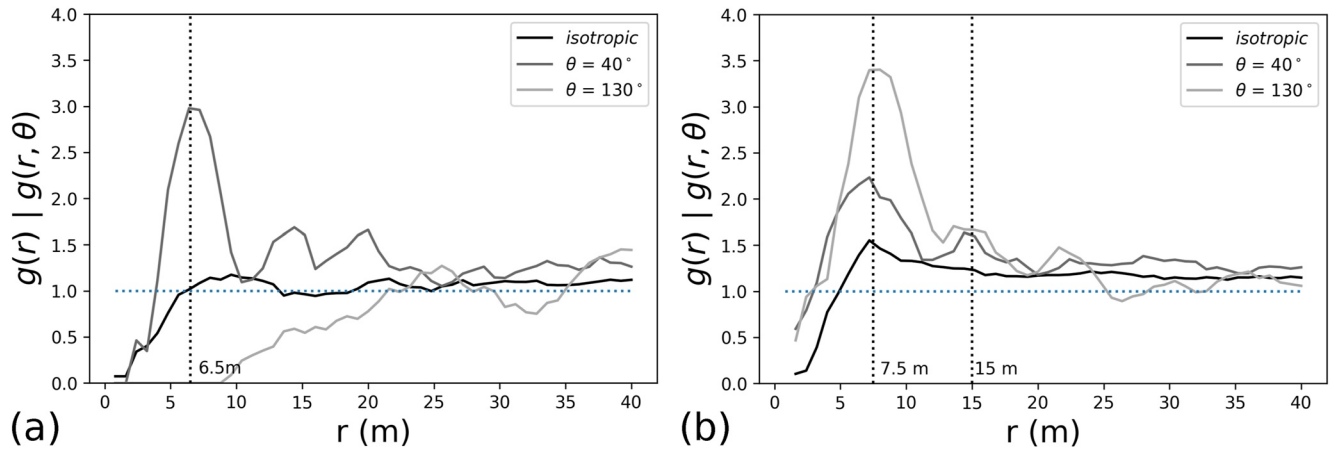 4.0
3.5
3.0
2.5
2.0
1.5
1.0
0.5
0.0
g(r) | g(r, θ)
isotropic
θ = 40°
θ = 130°
6.5m
0 5 10 15 20 25 30 35 40
(a)
r (m)
4.0
3.5
3.0
2.5
2.0
1.5
1.0
0.5
0.0
g(r) | g(r, θ)
isotropic
θ = 40°
θ = 130°
7.5 m
15 m
0 5 10 15 20 25 30 35 40
(b)
r (m)